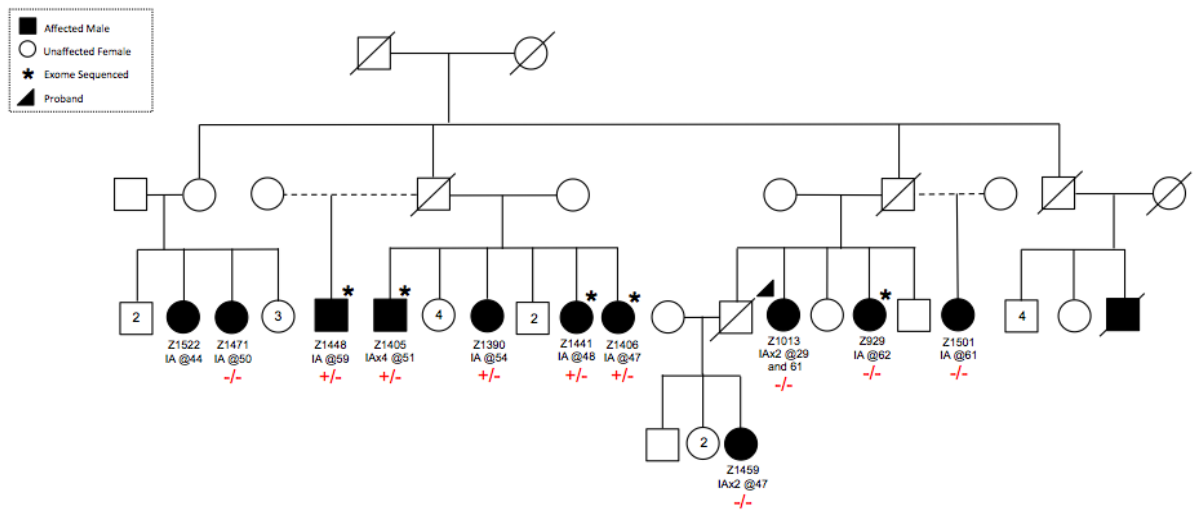 Affected Male
Unaffected Female
* Exome Sequenced
Proband
* * * * *
2 3 4 2 4
Z1522 Z1471 Z1448 Z1405 Z1390 Z1441 Z1406 Z1013 Z929 Z1501
IA @44 IA @50 IA @59 IAx4 @51 IA @54 IA @48 IA @47 IAx2 @29 IA @62 IA @61
and 61
-/- +/- +/- +/- +/- +/- -/- -/- -/-
2
Z1459
IAx2 @47
-/-